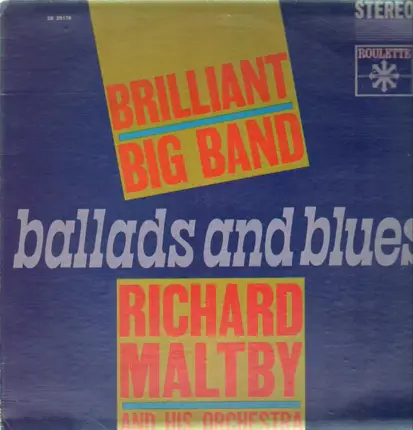 STEREO
ROULETTE
BRILLIANT
BIG BAND
ballads and blues
RICHARD
MALTBY
AND HIS ORCHESTRA